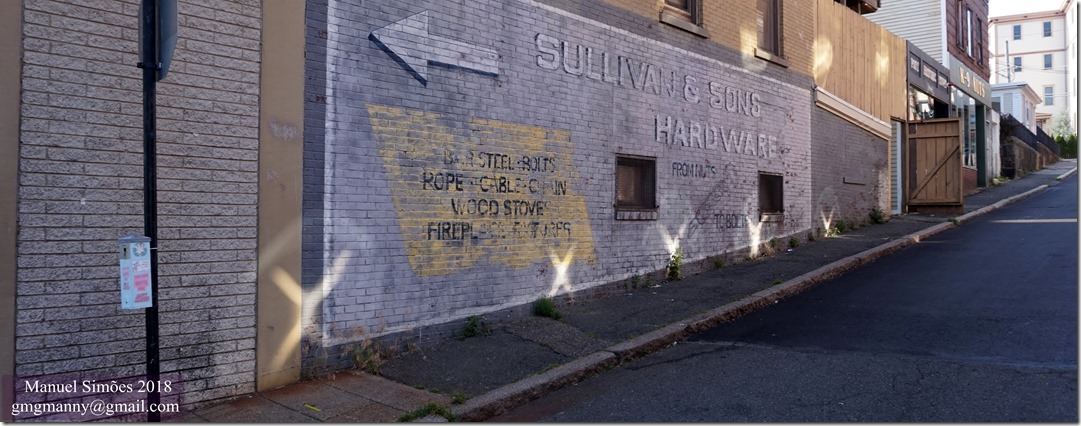 SULLIVAN & SONS
HARDWARE
FROM NUTS
TO BOLTS
BAR STEEL · BOLTS
ROPE · CABLE · CHAIN
WOOD STOVES
FIREPLACE FIXTURES
Manuel Simões 2018
gmgmanny@gmail.com